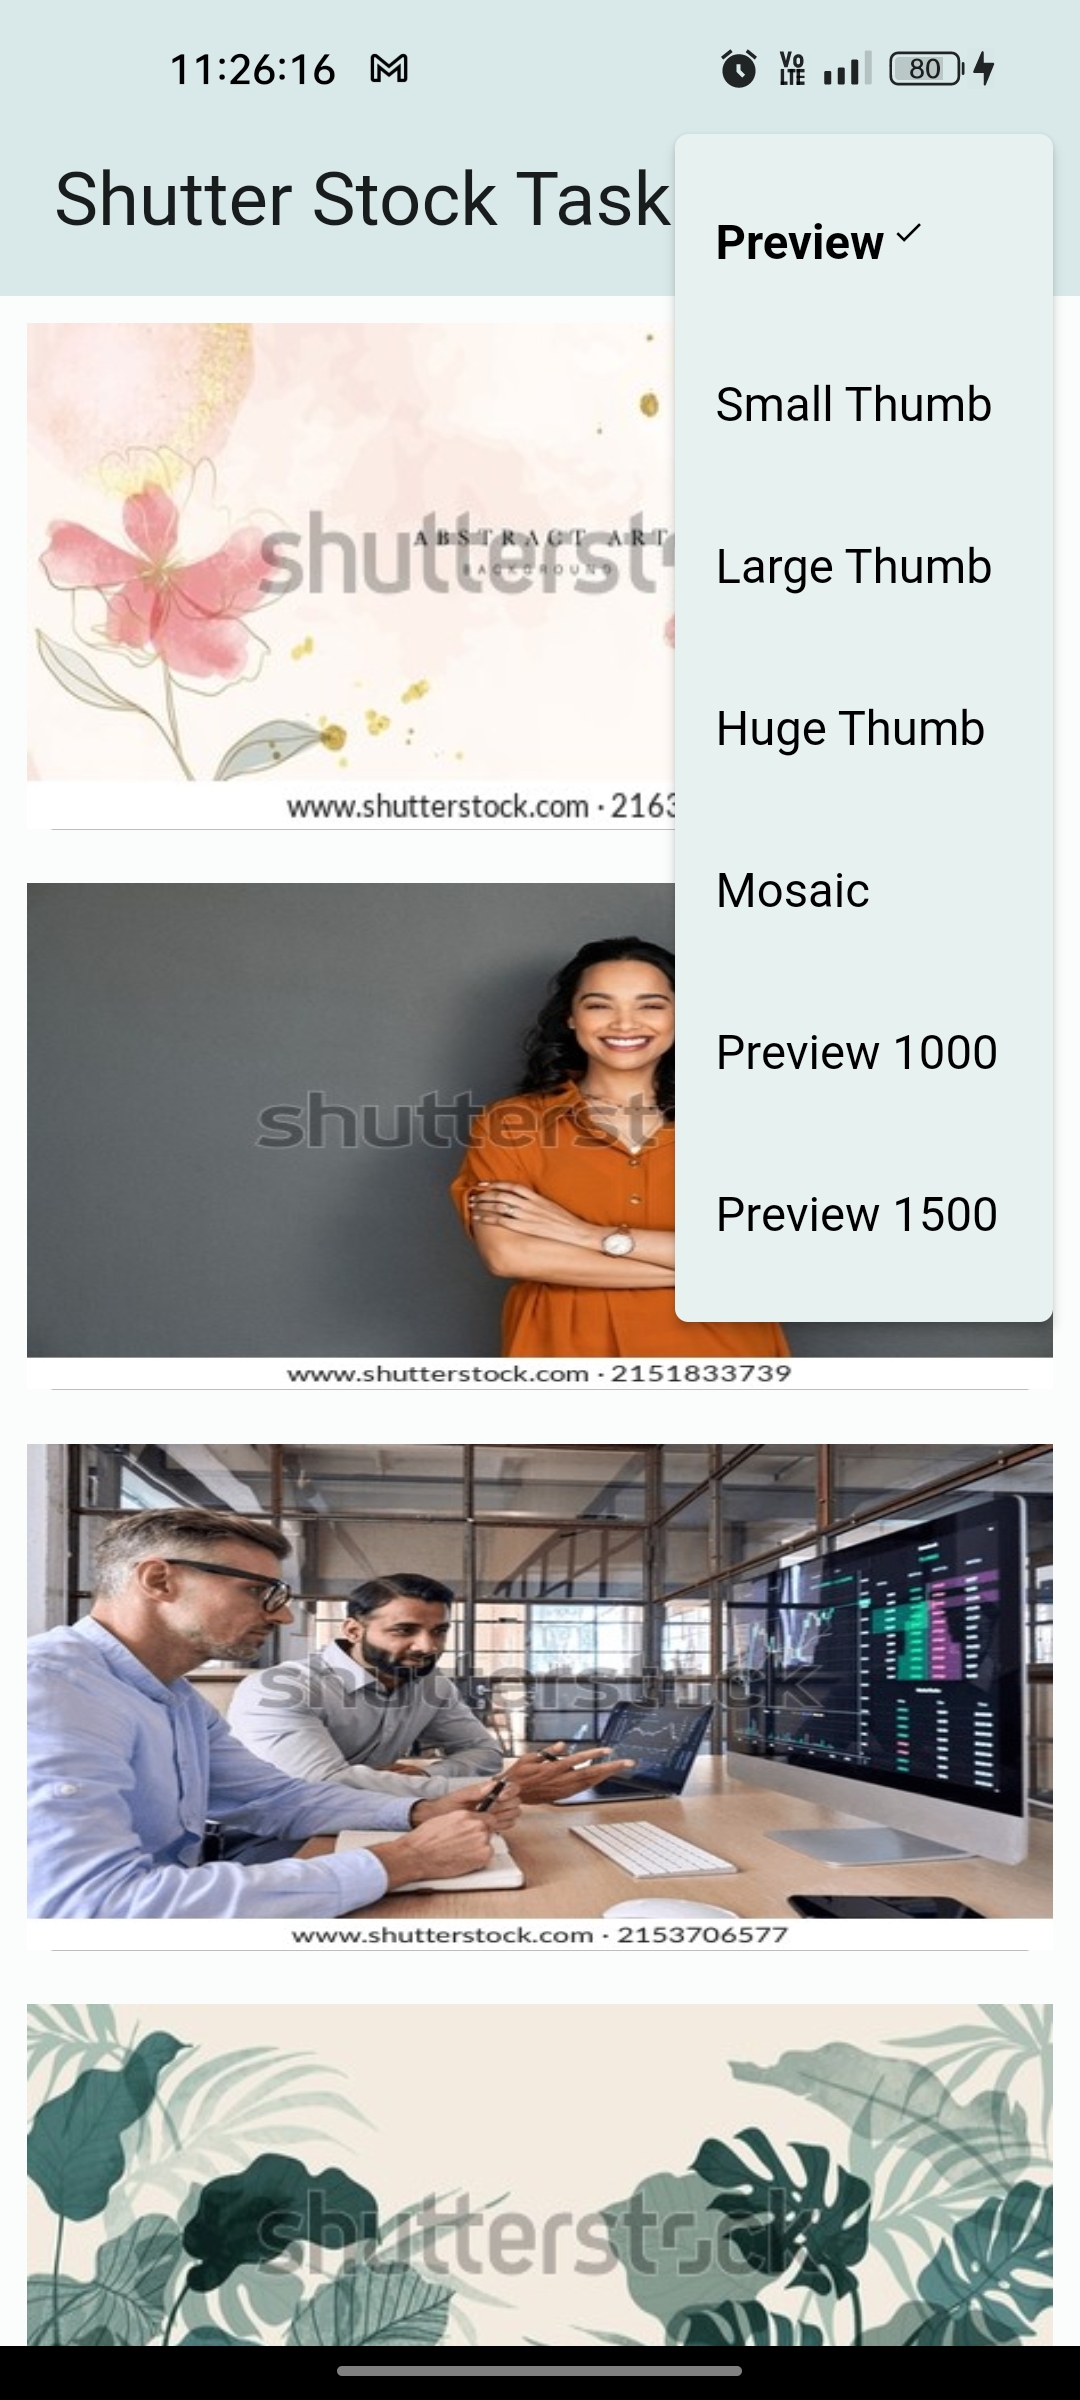 11:26:16
Vo
LTE
80
Shutter Stock Task
Preview ✓
Small Thumb
Large Thumb
Huge Thumb
Mosaic
Preview 1000
Preview 1500
ABSTRACT ART
BACKGROUND
shutterst
www.shutterstock.com · 2163
shutterst
www.shutterstock.com · 2151833739
shutterstock
www.shutterstock.com · 2153706577
shutterstock